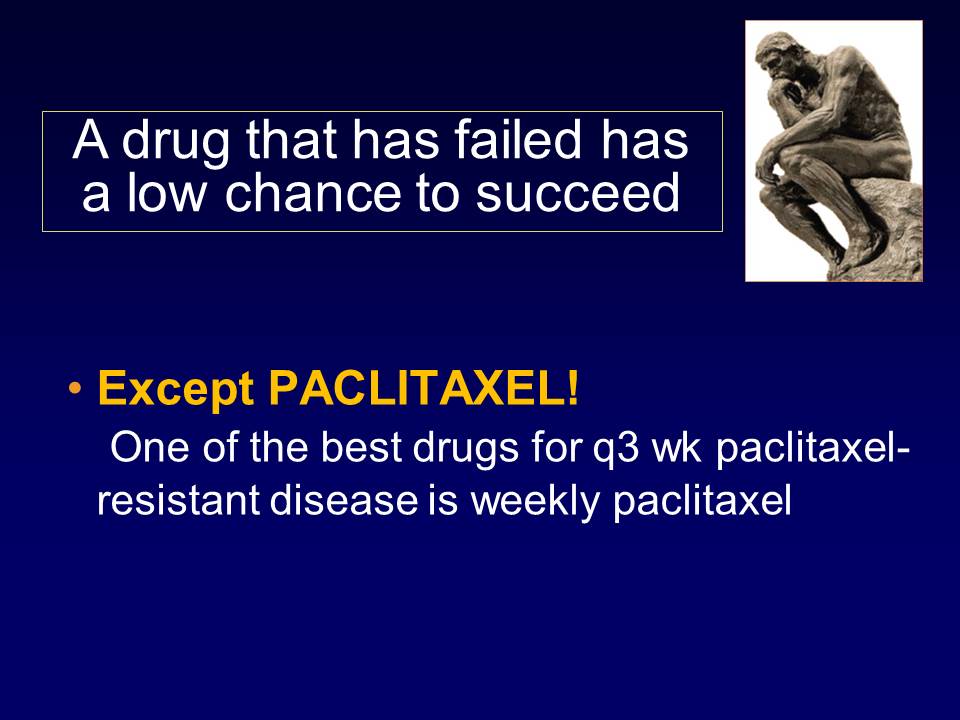 A drug that has failed has
a low chance to succeed
• Except PACLITAXEL!
One of the best drugs for q3 wk paclitaxel-
resistant disease is weekly paclitaxel